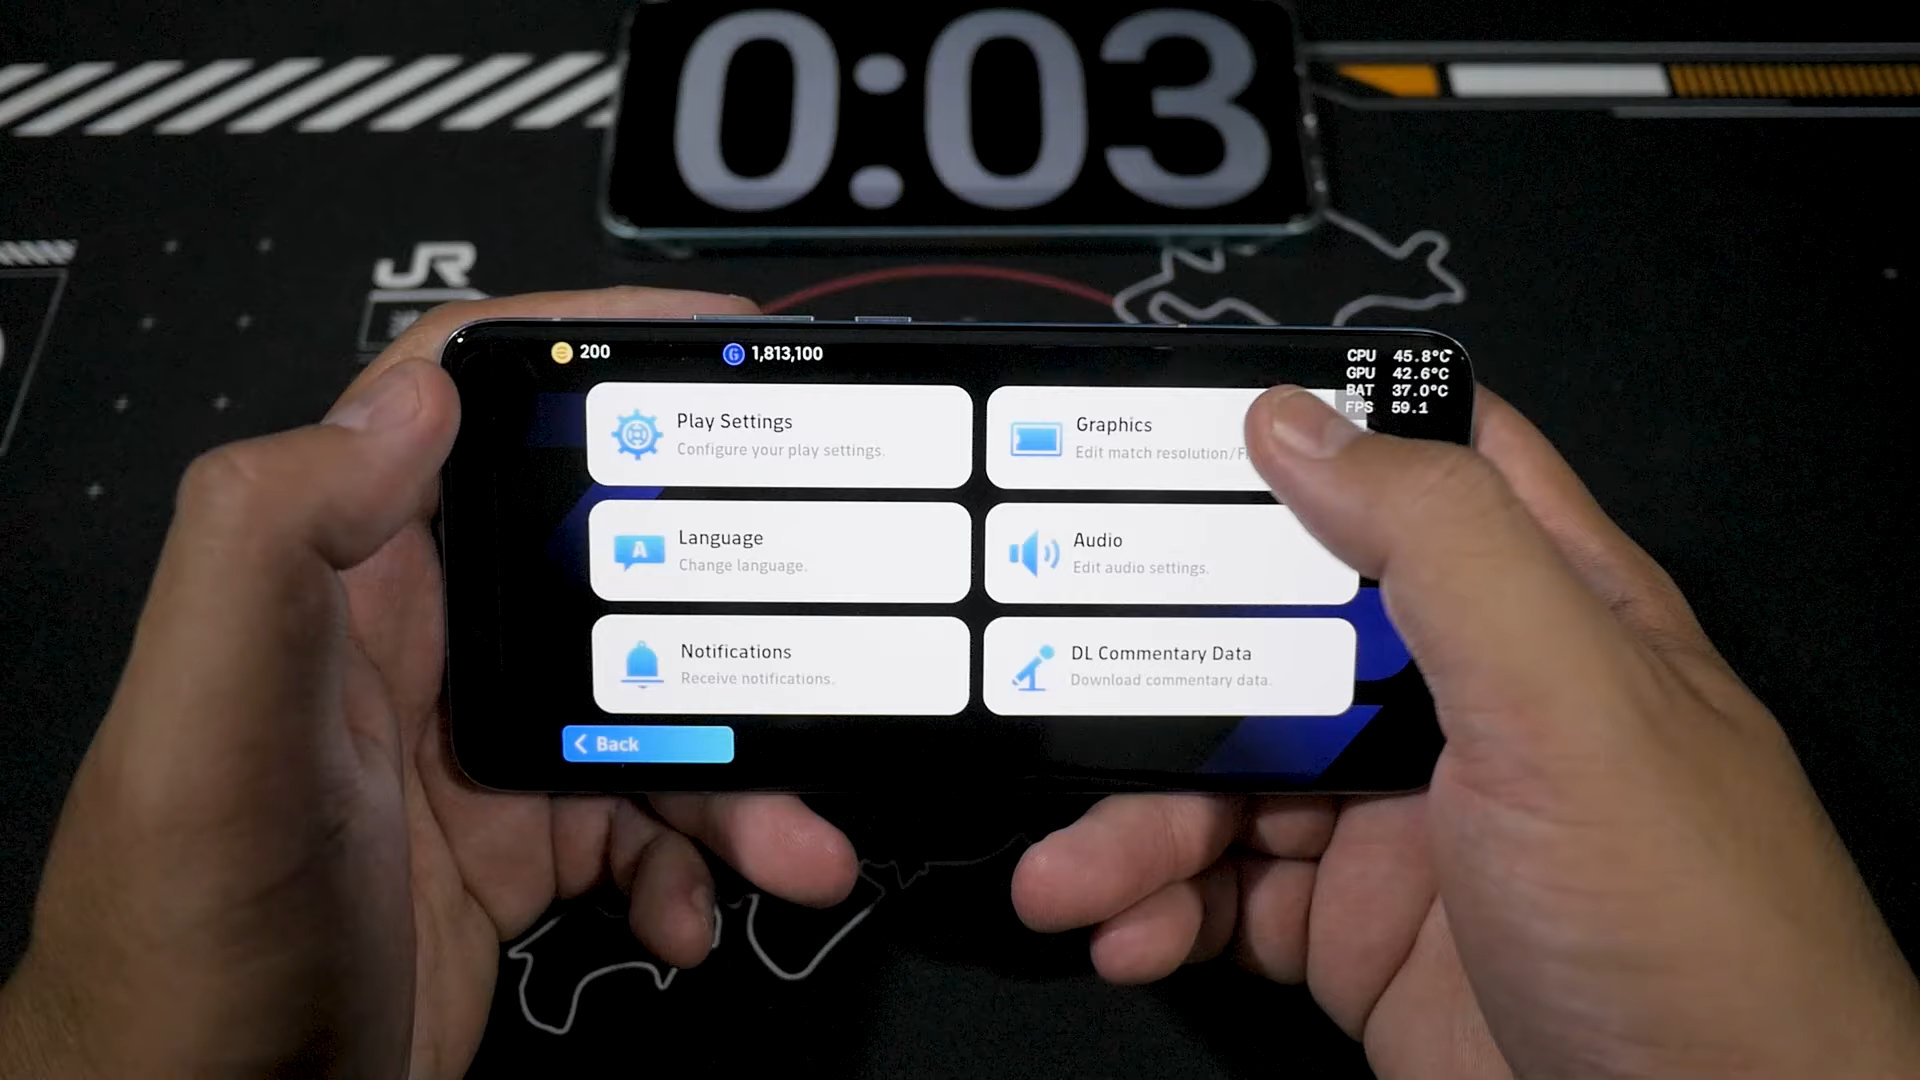 0:03
JR
200
1,813,100
CPU 45.8°C
GPU 42.6°C
BAT 37.0°C
FPS 59.1
Play Settings
Configure your play settings.
Graphics
Edit match resolution/F
Language
Change language.
Audio
Edit audio settings.
Notifications
Receive notifications.
DL Commentary Data
Download commentary data.
Back